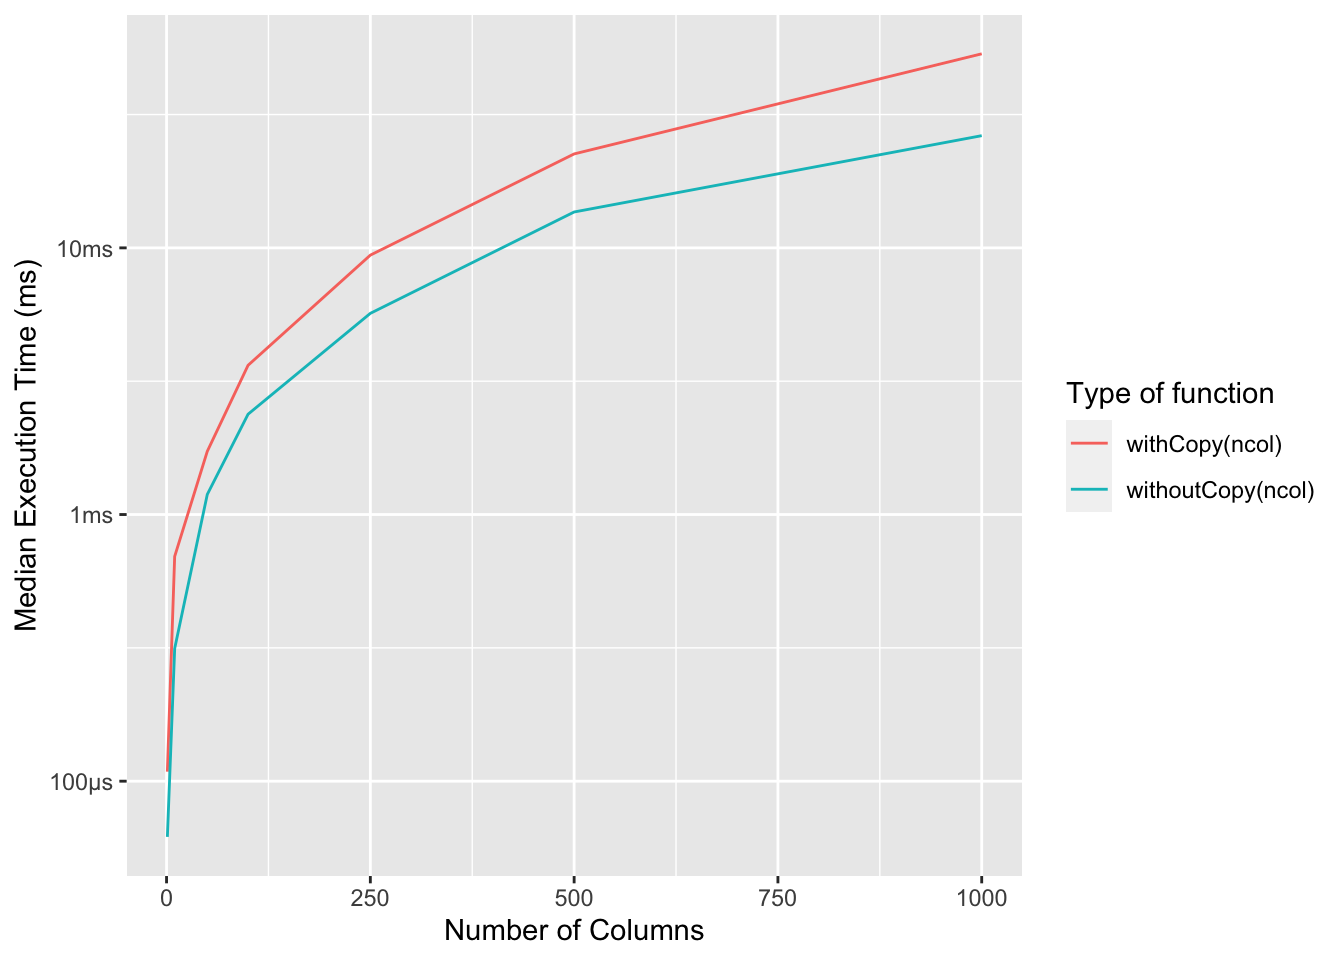 Median Execution Time (ms)
10ms
1ms
100µs
0
250
500
750
1000
Number of Columns
Type of function
withCopy(ncol)
withoutCopy(ncol)